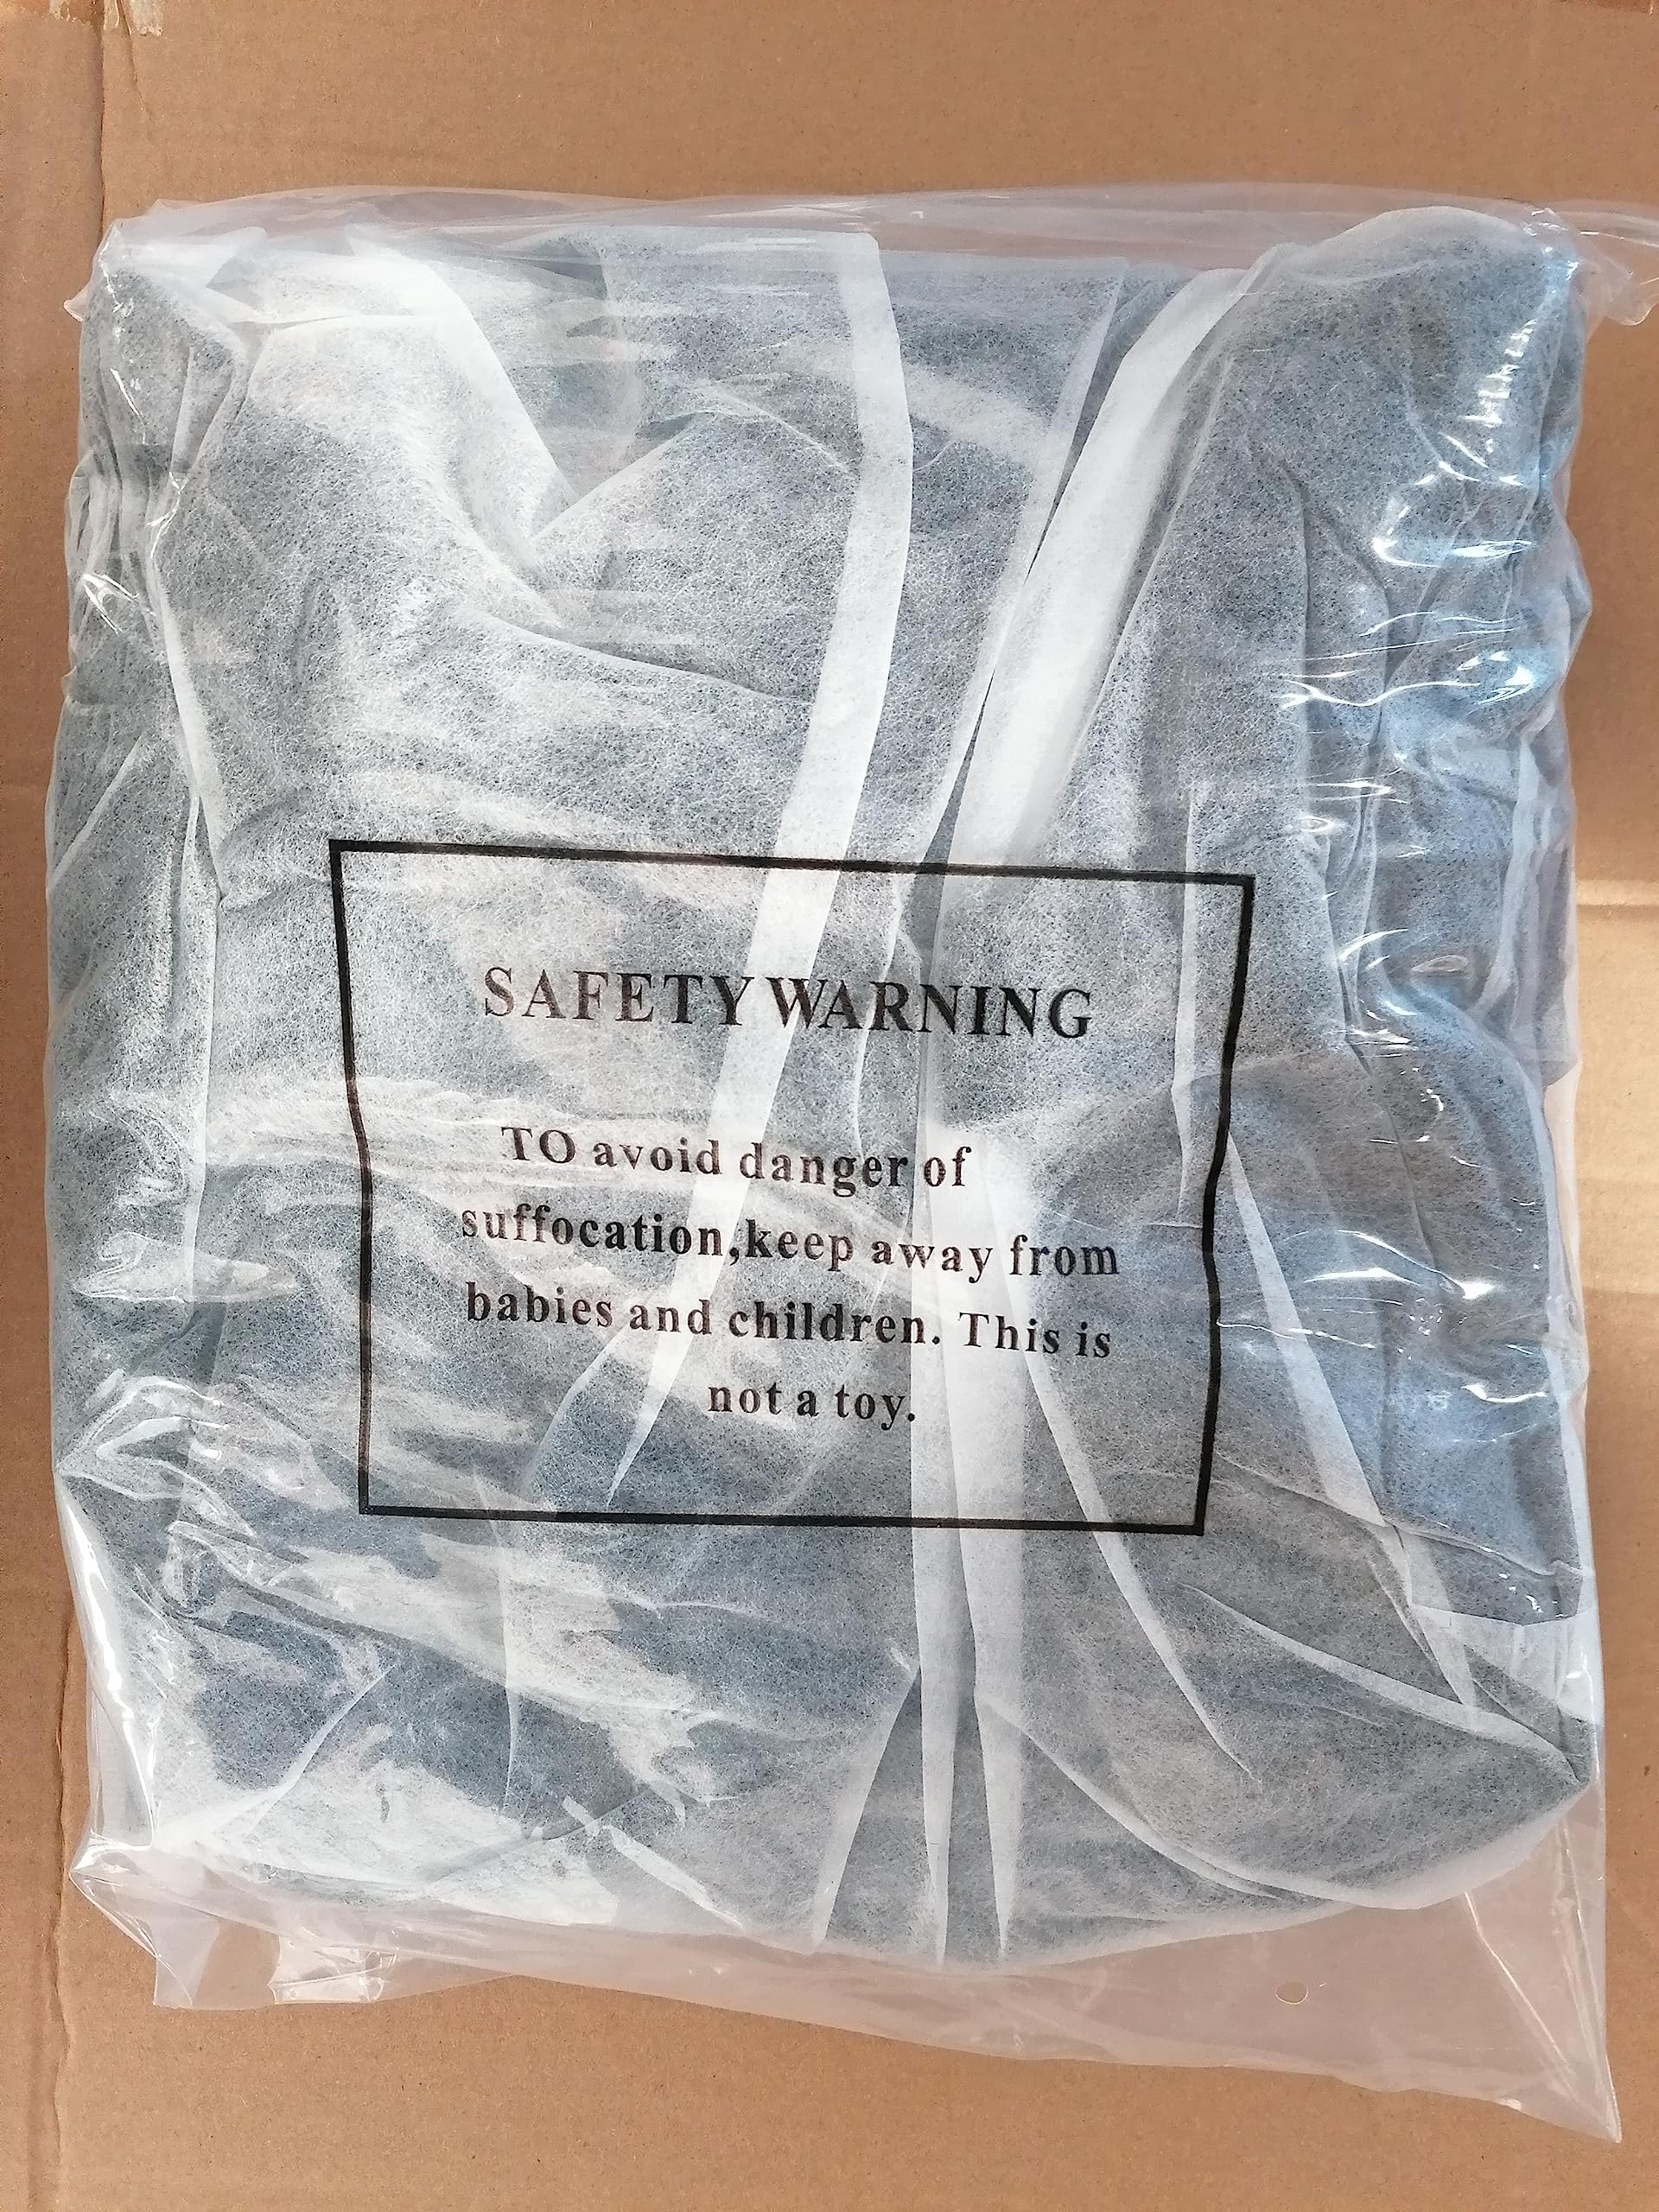 SAFETY WARNING
TO avoid danger of
suffocation,keep away from
babies and children. This is
not a toy.